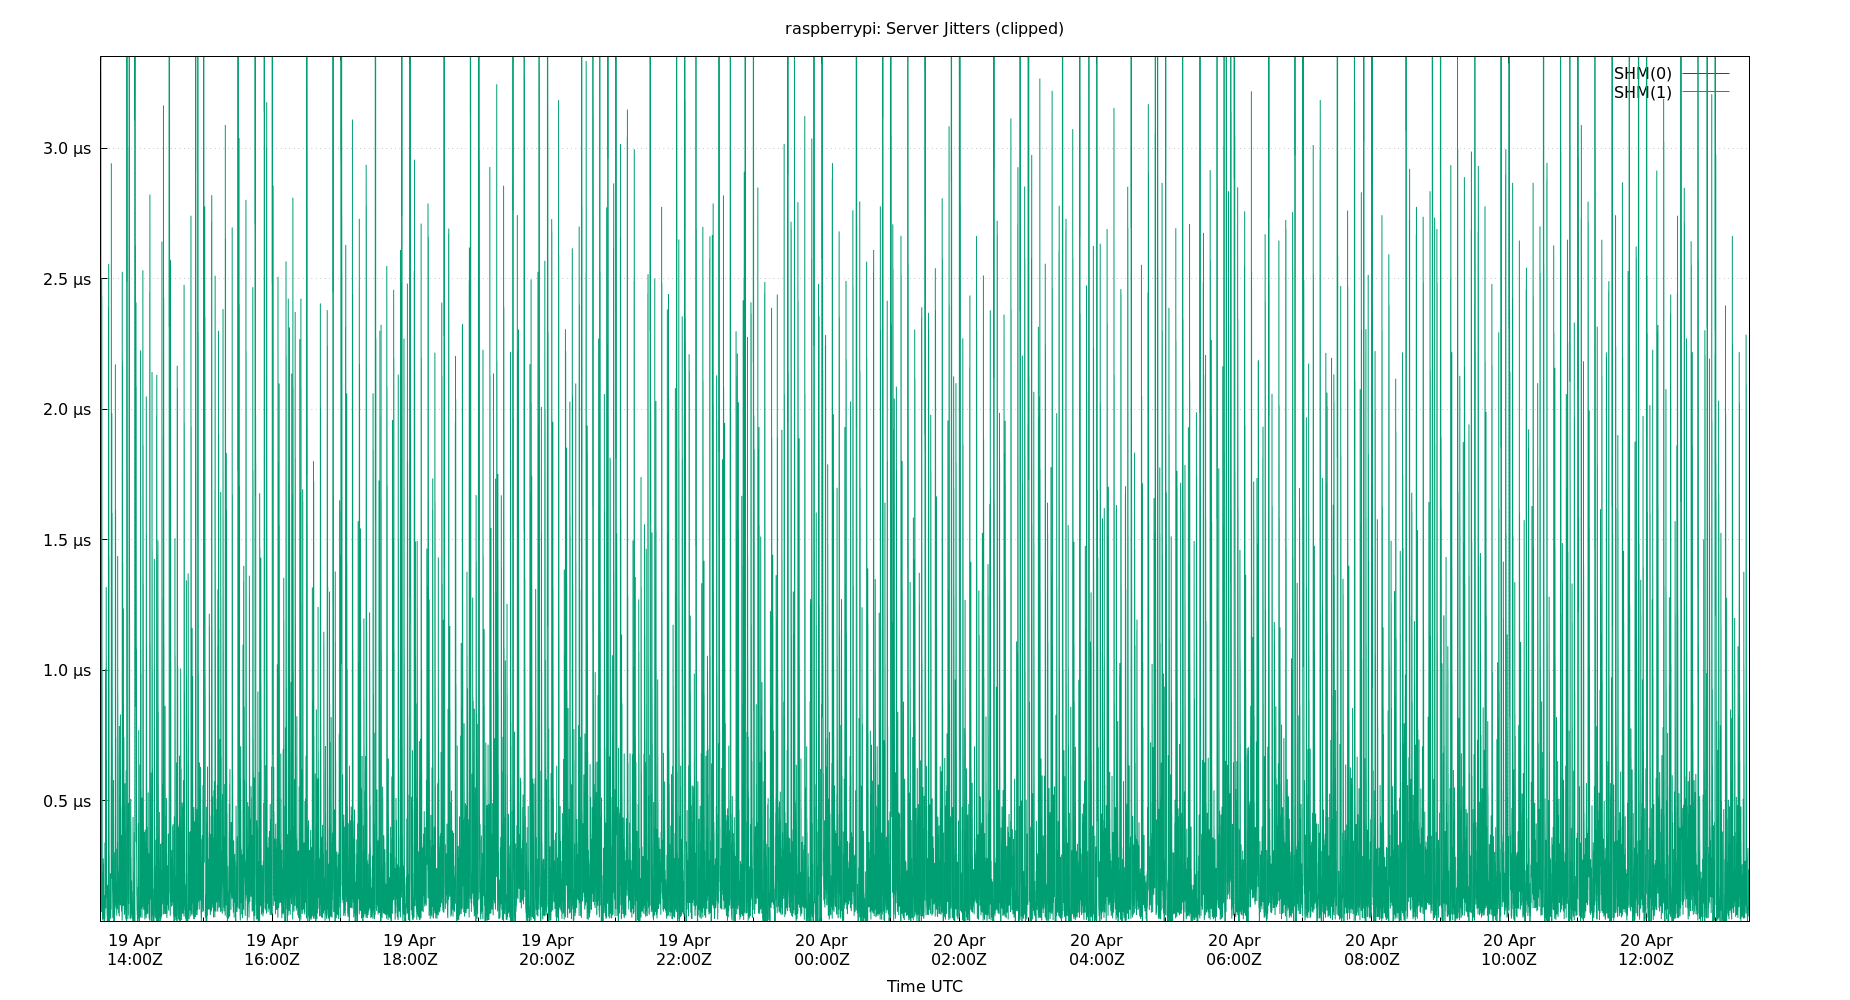 raspberrypi: Server Jitters (clipped)
SHM(0)
SHM(1)
3.0 µs
2.5 µs
2.0 µs
1.5 µs
1.0 µs
0.5 µs
19 Apr 19 Apr 19 Apr 19 Apr 19 Apr 20 Apr 20 Apr 20 Apr 20 Apr 20 Apr 20 Apr 20 Apr
14:00Z 16:00Z 18:00Z 20:00Z 22:00Z 00:00Z 02:00Z 04:00Z 06:00Z 08:00Z 10:00Z 12:00Z
Time UTC